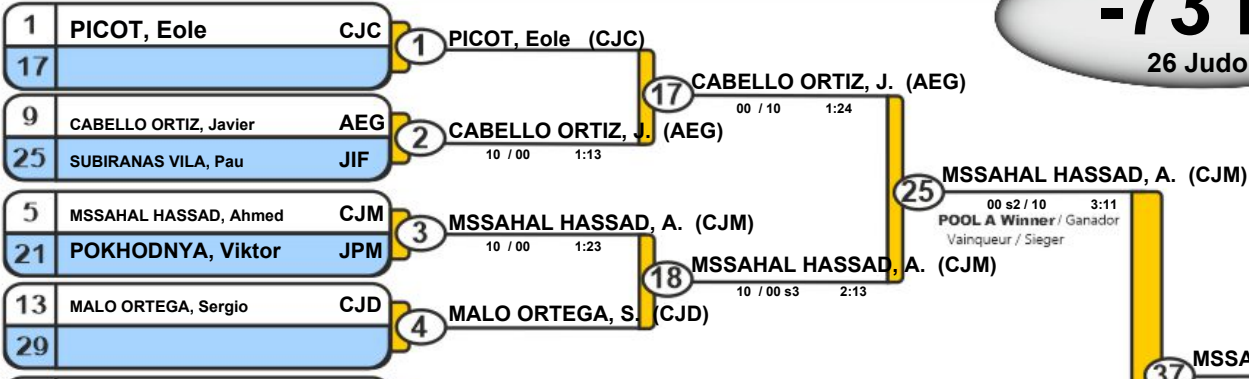 -73
26 Judo
1 PICOT, Eole CJC
17
1 PICOT, Eole (CJC)
17 CABELLO ORTIZ, J. (AEG)
00 / 10 1:24
9 CABELLO ORTIZ, Javier AEG
25 SUBIRANAS VILA, Pau JIF
2 CABELLO ORTIZ, J. (AEG)
10 / 00 1:13
25 MSSAHAL HASSAD, A. (CJM)
00 s2 / 10 3:11
POOL A Winner / Ganador
Vainqueur / Sieger
5 MSSAHAL HASSAD, Ahmed CJM
21 POKHODNYA, Viktor JPM
3 MSSAHAL HASSAD, A. (CJM)
10 / 00 1:23
18 MSSAHAL HASSAD, A. (CJM)
10 / 00 s3 2:13
13 MALO ORTEGA, Sergio CJD
29
4 MALO ORTEGA, S. (CJD)
37 MSSA